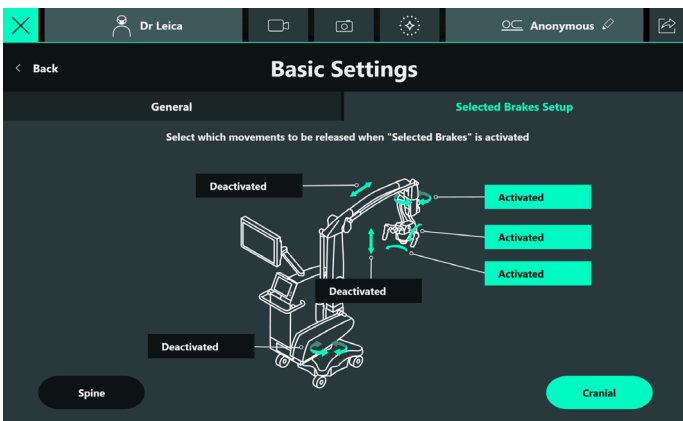 Dr Leica
Anonymous
Back
Basic Settings
General
Selected Brakes Setup
Select which movements to be released when "Selected Brakes" is activated
Deactivated
Activated
Activated
Activated
Deactivated
Deactivated
Spine
Cranial